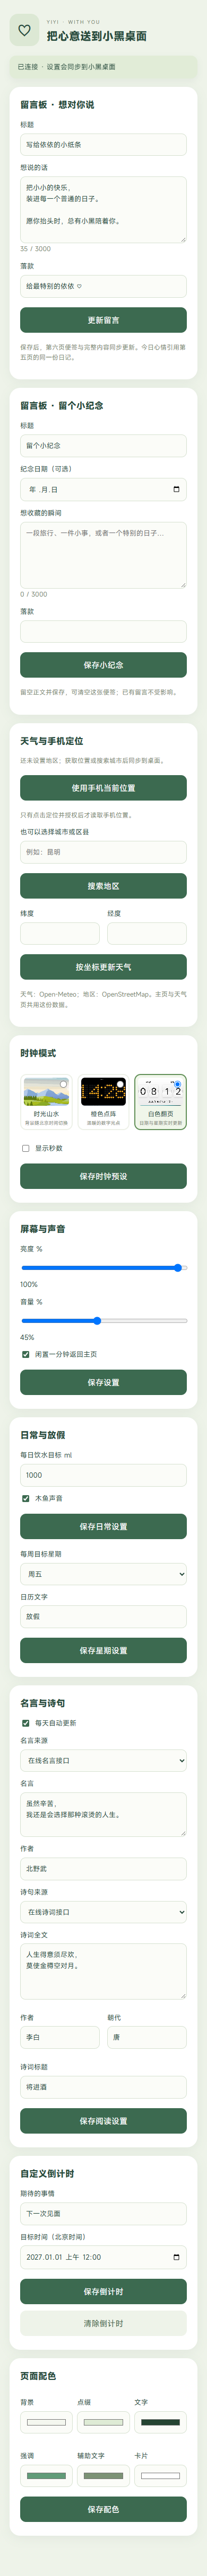 YIYI · WITH YOU
把心意送到小黑桌面
已连接 · 设置会同步到小黑桌面
留言板 · 想对你说
标题
写给依依的小纸条
想说的话
把小小的快乐，
装进每一个普通的日子。
愿你抬头时，总有小黑陪着你。
35 / 3000
落款
给最特别的依依 ♡
更新留言
保存后，第六页便签与完整内容同步更新。今日心情引用第
五页的同一份日记。
留言板 · 留个小纪念
标题
留个小纪念
纪念日期（可选）
年 .月.日
想收藏的瞬间
一段旅行、一件小事，或者一个特别的日子…
0 / 3000
落款
保存小纪念
留空正文并保存，可清空这张便签；已有留言不受影响。
天气与手机定位
还未设置地区；获取位置或搜索城市后同步到桌面。
使用手机当前位置
只有点击定位并授权后才读取手机位置。
也可以选择城市或区县
例如：昆明
搜索地区
纬度 经度
按坐标更新天气
天气：Open-Meteo；地区：OpenStreetMap。主页与天气
页共用这份数据。
时钟模式
14:26
0 8 1 2
时光山水 橙色点阵 白色翻页
显示秒数
保存时钟预设
屏幕与声音
亮度 %
100%
音量 %
45%
闲置一分钟返回主页
保存设置
日常与放假
每日饮水目标 ml
1000
木鱼声音
保存日常设置
每周目标星期
周五
日历文字
放假
保存星期设置
名言与诗句
每天自动更新
名言来源
在线名言接口
名言
虽然辛苦，
我还是会选择那种滚烫的人生。
作者
北野武
诗句来源
在线诗词接口
诗词全文
人生得意须尽欢，
莫使金樽空对月。
作者 朝代
李白 唐
诗词标题
将进酒
保存阅读设置
自定义倒计时
期待的事情
下一次见面
目标时间（北京时间）
2027.01.01 上午 12:00
保存倒计时
清除倒计时
页面配色
背景 点缀 文字
强调 辅助文字 卡片
保存配色